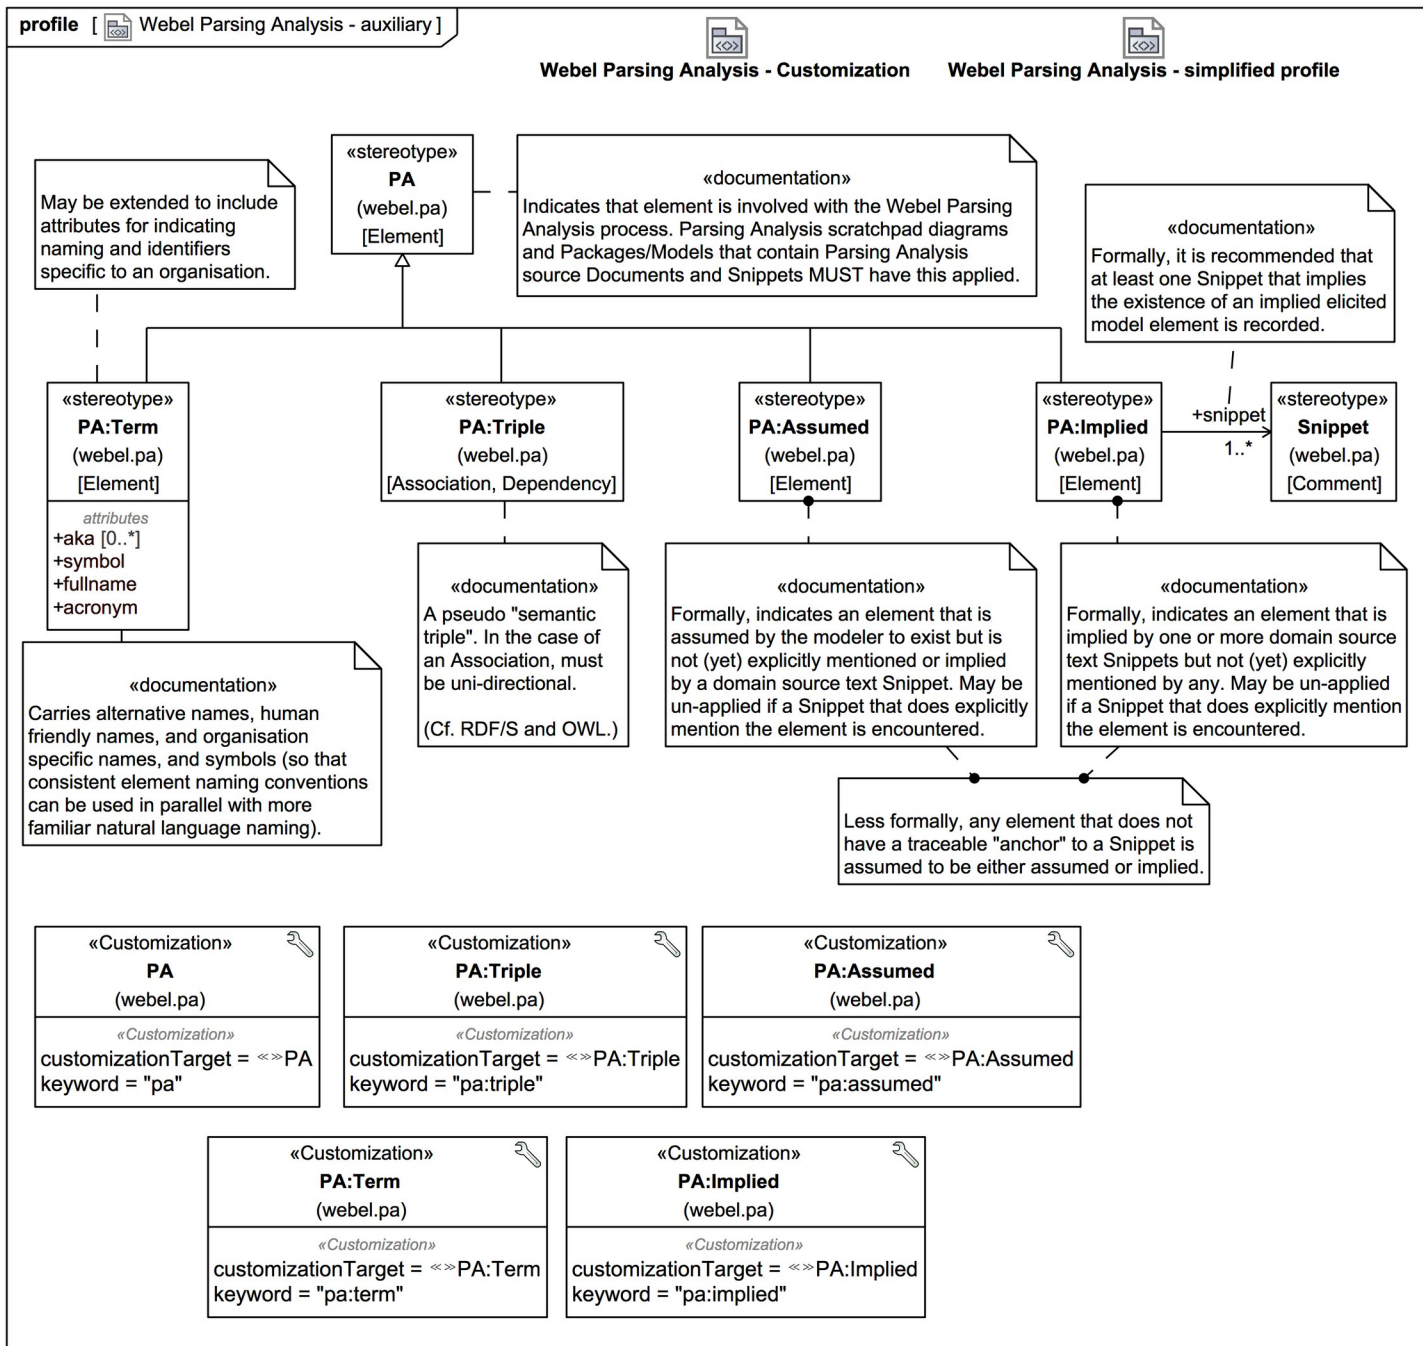 profile [ Webel Parsing Analysis - auxiliary ]
Webel Parsing Analysis - Customization
Webel Parsing Analysis - simplified profile
May be extended to include
attributes for indicating
naming and identifiers
specific to an organisation.
«stereotype»
PA
(webel.pa)
[Element]
«documentation»
Indicates that element is involved with the Webel Parsing
Analysis process. Parsing Analysis scratchpad diagrams
and Packages/Models that contain Parsing Analysis
source Documents and Snippets MUST have this applied.
«documentation»
Formally, it is recommended that
at least one Snippet that implies
the existence of an implied elicited
model element is recorded.
«stereotype»
PA:Term
(webel.pa)
[Element]
attributes
+aka [0..*]
+symbol
+fullname
+acronym
«stereotype»
PA:Triple
(webel.pa)
[Association, Dependency]
«stereotype»
PA:Assumed
(webel.pa)
[Element]
«stereotype»
PA:Implied
(webel.pa)
[Element]
+snippet
1..*
«stereotype»
Snippet
(webel.pa)
[Comment]
«documentation»
Carries alternative names, human
friendly names, and organisation
specific names, and symbols (so that
consistent element naming conventions
can be used in parallel with more
familiar natural language naming).
«documentation»
A pseudo "semantic
triple". In the case of
an Association, must
be uni-directional.
(Cf. RDF/S and OWL.)
«documentation»
Formally, indicates an element that is
assumed by the modeler to exist but is
not (yet) explicitly mentioned or implied
by a domain source text Snippet. May be
un-applied if a Snippet that does explicitly
mention the element is encountered.
«documentation»
Formally, indicates an element that is
implied by one or more domain source
text Snippets but not (yet) explicitly
mentioned by any. May be un-applied
if a Snippet that does explicitly mention
the element is encountered.
Less formally, any element that does not
have a traceable "anchor" to a Snippet is
assumed to be either assumed or implied.
«Customization»
PA
(webel.pa)
«Customization»
customizationTarget = «»PA
keyword = "pa"
«Customization»
PA:Triple
(webel.pa)
«Customization»
customizationTarget = «»PA:Triple
keyword = "pa:triple"
«Customization»
PA:Assumed
(webel.pa)
«Customization»
customizationTarget = «»PA:Assumed
keyword = "pa:assumed"
«Customization»
PA:Term
(webel.pa)
«Customization»
customizationTarget = «»PA:Term
keyword = "pa:term"
«Customization»
PA:Implied
(webel.pa)
«Customization»
customizationTarget = «»PA:Implied
keyword = "pa:implied"